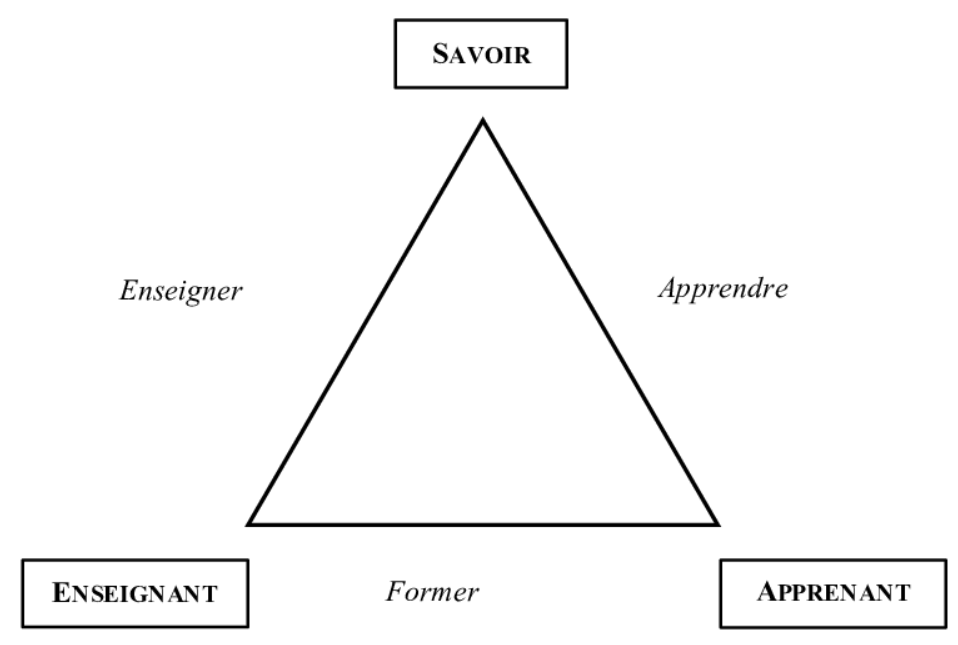 SAVOIR
Enseigner
Apprendre
ENSEIGNANT
Former
APPRENANT